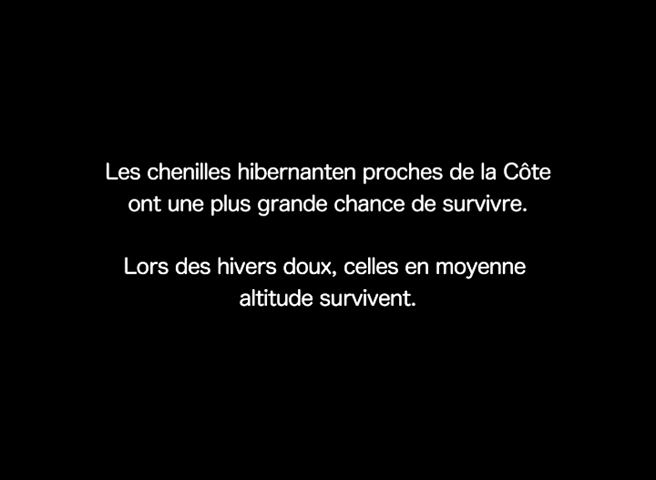 Les chenilles hibernanten proches de la Côte
ont une plus grande chance de survivre.
Lors des hivers doux, celles en moyenne
altitude survivent.